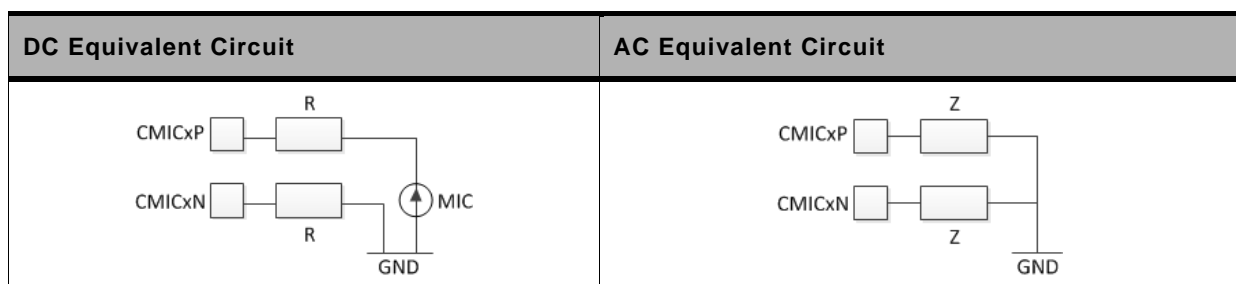 DC Equivalent Circuit
AC Equivalent Circuit
R
CMICxP
CMICxN
MIC
R
GND
Z
CMICxP
CMICxN
Z
GND